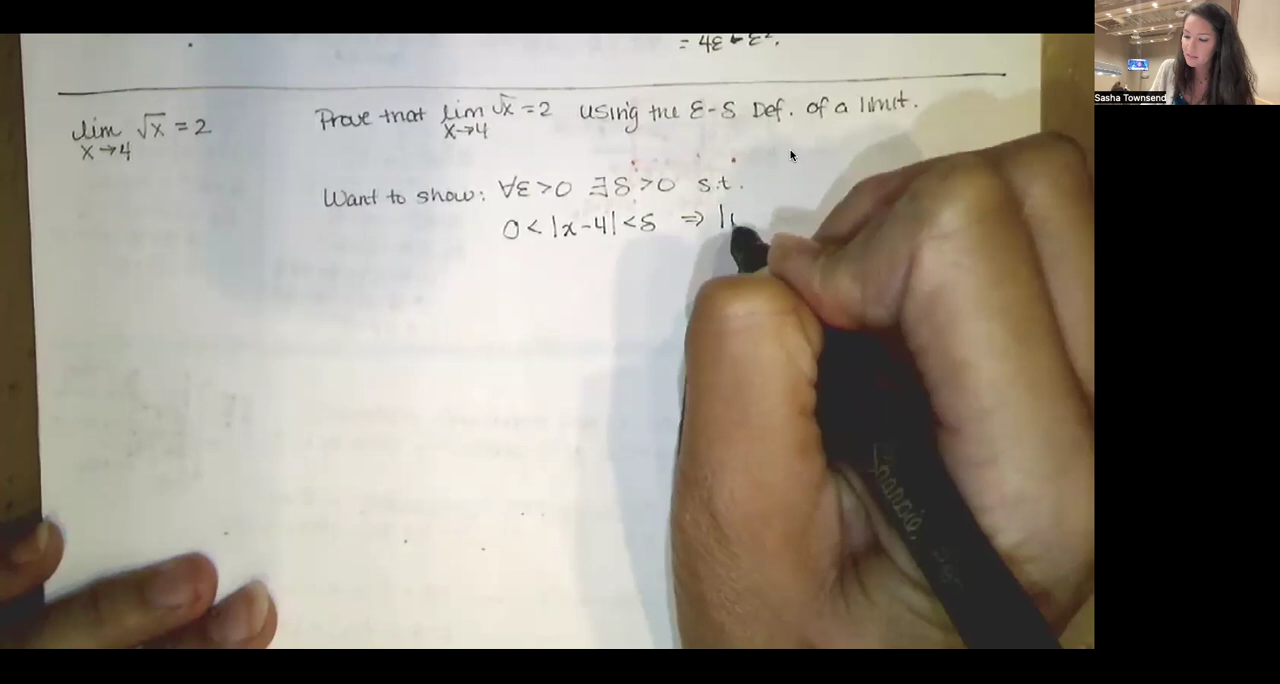 = 4ε - ε².
lim √x = 2
x→4
Prove that lim √x = 2 using the ε-δ Def. of a limit.
x→4
Want to show: ∀ε>0 ∃δ>0 s.t.
0 < |x-4| < δ ⇒ |
Sasha Townsend